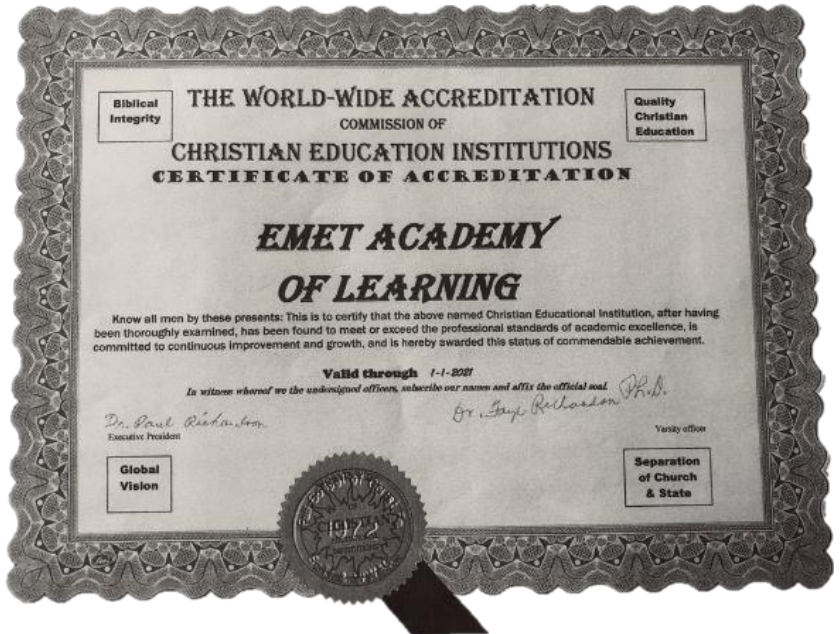 Biblical
Integrity
THE WORLD-WIDE ACCREDITATION
COMMISSION OF
CHRISTIAN EDUCATION INSTITUTIONS
CERTIFICATE OF ACCREDITATION
Quality
Christian
Education
EMET ACADEMY
OF LEARNING
Know all men by these presents: This is to certify that the above named Christian Educational Institution, after having
been thoroughly examined, has been found to meet or exceed the professional standards of academic excellence, is
committed to continuous improvement and growth, and is hereby awarded this status of commendable achievement.
Valid through 1-1-2021
In witness whereof we the undersigned officers, subscribe our names and affix the official seal.
Dr. Paul Richardson
Executive President
Dr. Richardson Ph.D.
Varsity officer
Global
Vision
1972
Separation
of Church
& State